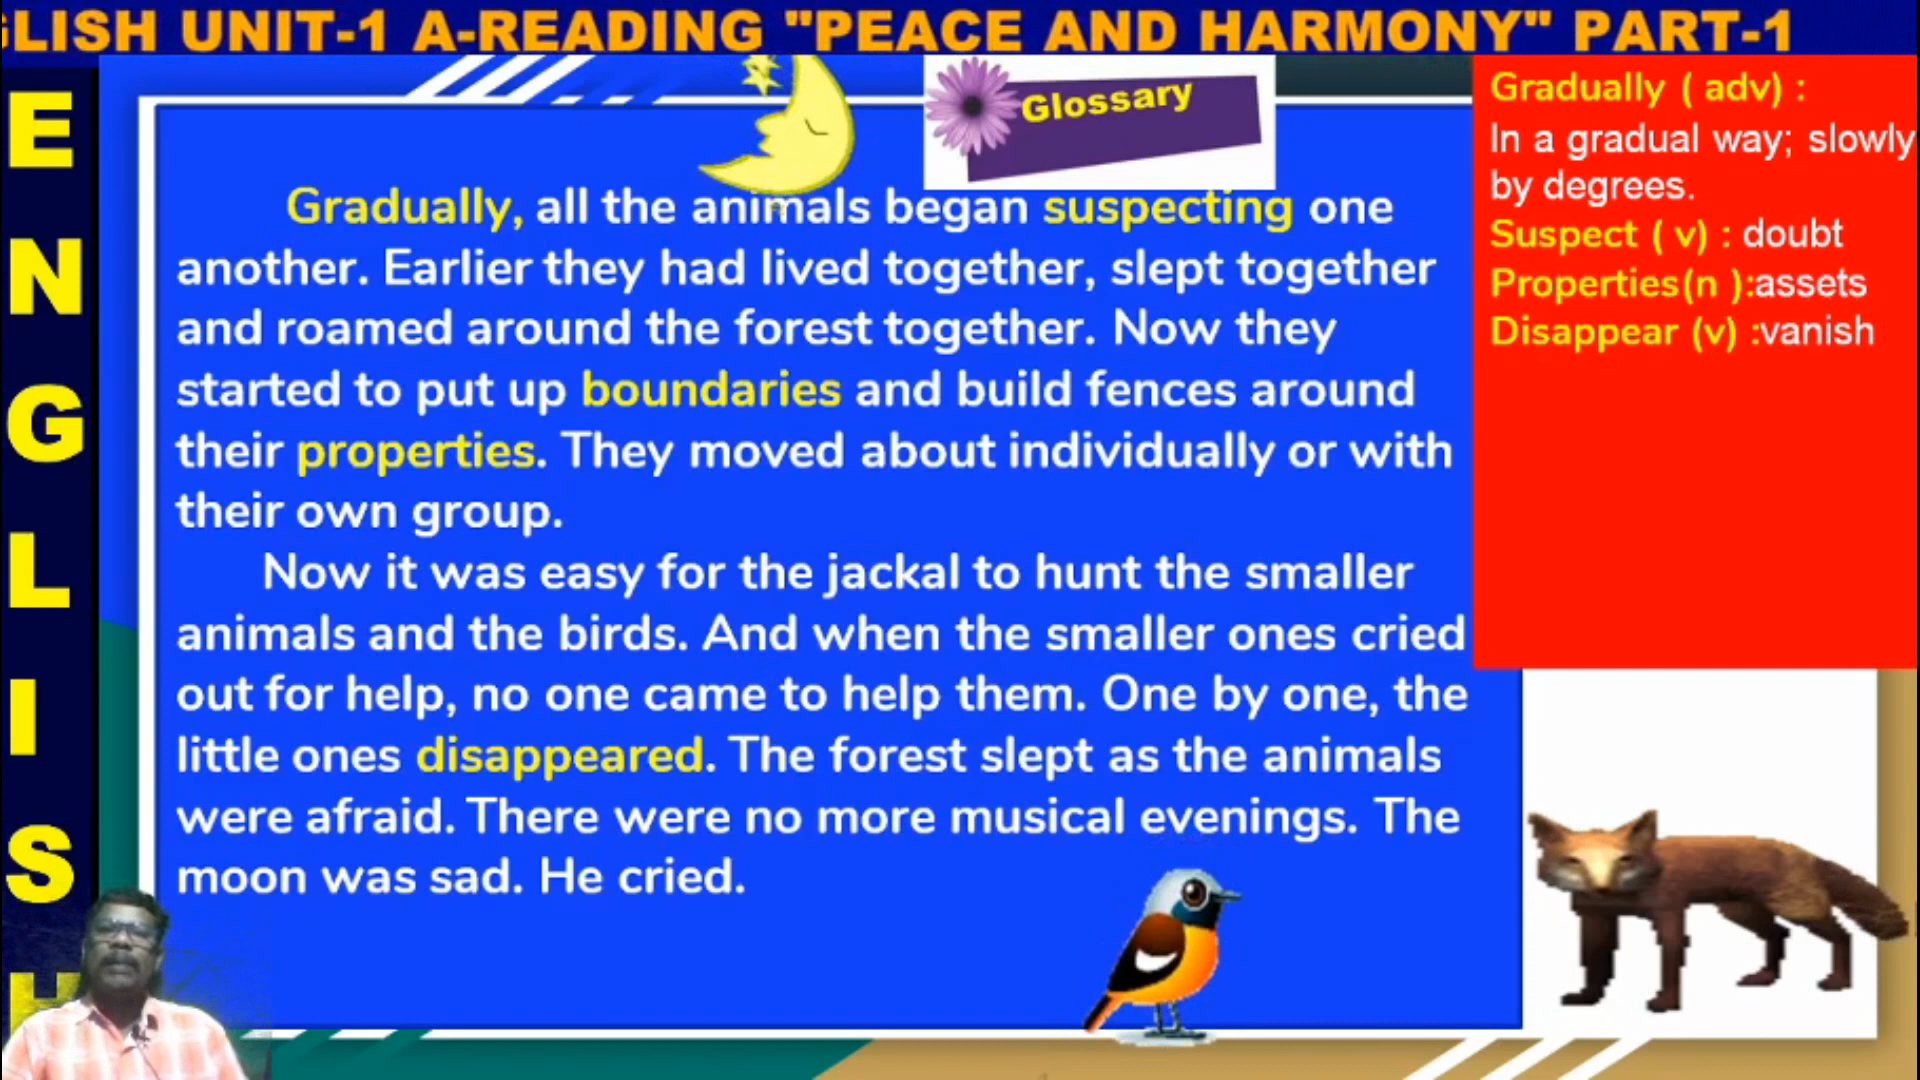 GLISH UNIT-1 A-READING "PEACE AND HARMONY" PART-1
E
N
G
L
I
S
H
Glossary
Gradually, all the animals began suspecting one
another. Earlier they had lived together, slept together
and roamed around the forest together. Now they
started to put up boundaries and build fences around
their properties. They moved about individually or with
their own group.
Now it was easy for the jackal to hunt the smaller
animals and the birds. And when the smaller ones cried
out for help, no one came to help them. One by one, the
little ones disappeared. The forest slept as the animals
were afraid. There were no more musical evenings. The
moon was sad. He cried.
Gradually ( adv) :
In a gradual way; slowly
by degrees.
Suspect ( v) : doubt
Properties(n ):assets
Disappear (v) :vanish